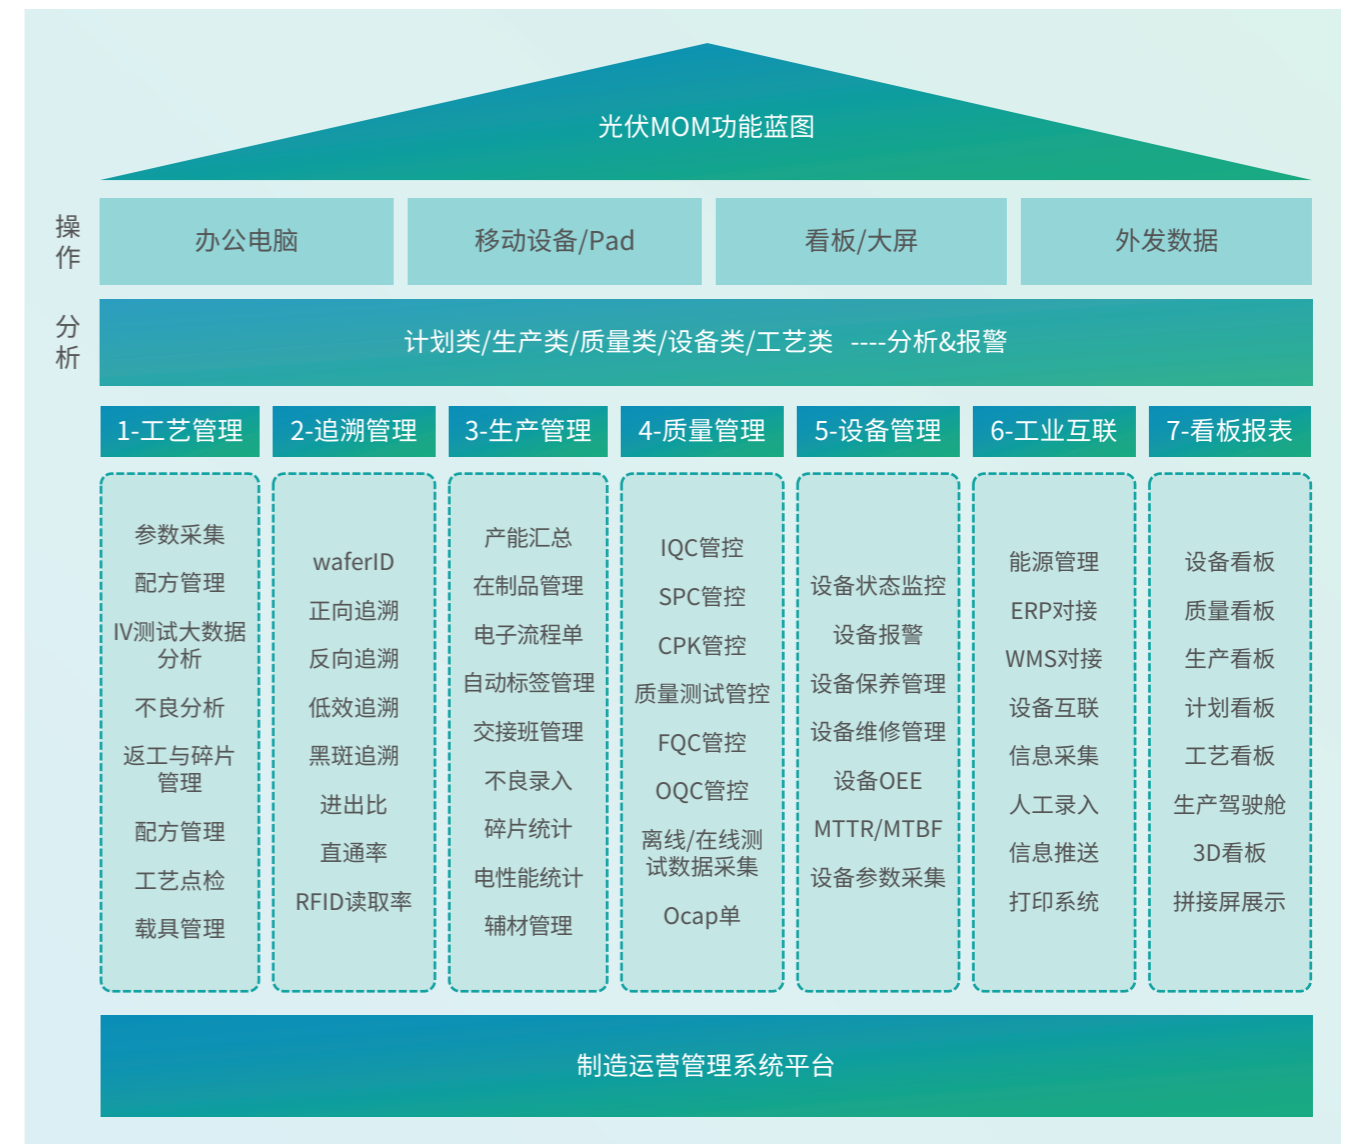 光伏MOM功能蓝图
操
作
办公电脑
移动设备/Pad
看板/大屏
外发数据
分
析
计划类/生产类/质量类/设备类/工艺类 ----分析&报警
1-工艺管理
参数采集
配方管理
IV测试大数据
分析
不良分析
返工与碎片
管理
配方管理
工艺点检
载具管理
2-追溯管理
waferID
正向追溯
反向追溯
低效追溯
黑斑追溯
进出比
直通率
RFID读取率
3-生产管理
产能汇总
在制品管理
电子流程单
自动标签管理
交接班管理
不良录入
碎片统计
电性能统计
辅材管理
4-质量管理
IQC管控
SPC管控
CPK管控
质量测试管控
FQC管控
OQC管控
离线/在线测
试数据采集
Ocap单
5-设备管理
设备状态监控
设备报警
设备保养管理
设备维修管理
设备OEE
MTTR/MTBF
设备参数采集
6-工业互联
能源管理
ERP对接
WMS对接
设备互联
信息采集
人工录入
信息推送
打印系统
7-看板报表
设备看板
质量看板
生产看板
计划看板
工艺看板
生产驾驶舱
3D看板
拼接屏展示
制造运营管理系统平台